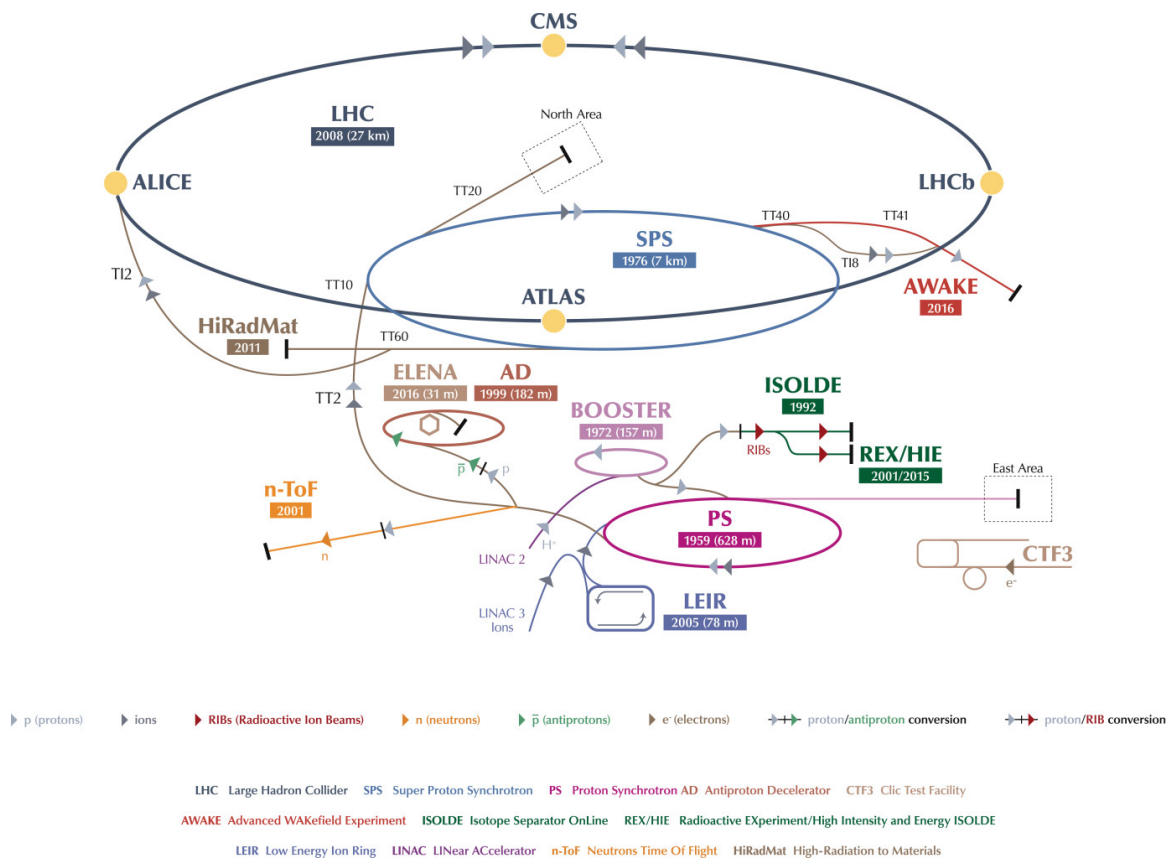 CMS
LHC
2008 (27 km)
North Area
ALICE
TT20
LHCb
TT40
TT41
SPS
1976 (7 km)
TI2
TI8
TT10
ATLAS
AWAKE
2016
HiRadMat
2011
TT60
ELENA
2016 (31 m)
AD
1999 (182 m)
TT2
ISOLDE
1992
BOOSTER
1972 (157 m)
RIBs
REX/HIE
2001/2015
p̅
p
East Area
n-ToF
2001
PS
1959 (628 m)
n
H⁺
LINAC 2
CTF3
e⁻
LEIR
2005 (78 m)
LINAC 3
Ions
p (protons) ions RIBs (Radioactive Ion Beams) n (neutrons) p̅ (antiprotons) e⁻ (electrons) proton/antiproton conversion proton/RIB conversion
LHC Large Hadron Collider SPS Super Proton Synchrotron PS Proton Synchrotron AD Antiproton Decelerator CTF3 Clic Test Facility
AWAKE Advanced WAKefield Experiment ISOLDE Isotope Separator OnLine REX/HIE Radioactive EXperiment/High Intensity and Energy ISOLDE
LEIR Low Energy Ion Ring LINAC LINear ACcelerator n-ToF Neutrons Time Of Flight HiRadMat High-Radiation to Materials